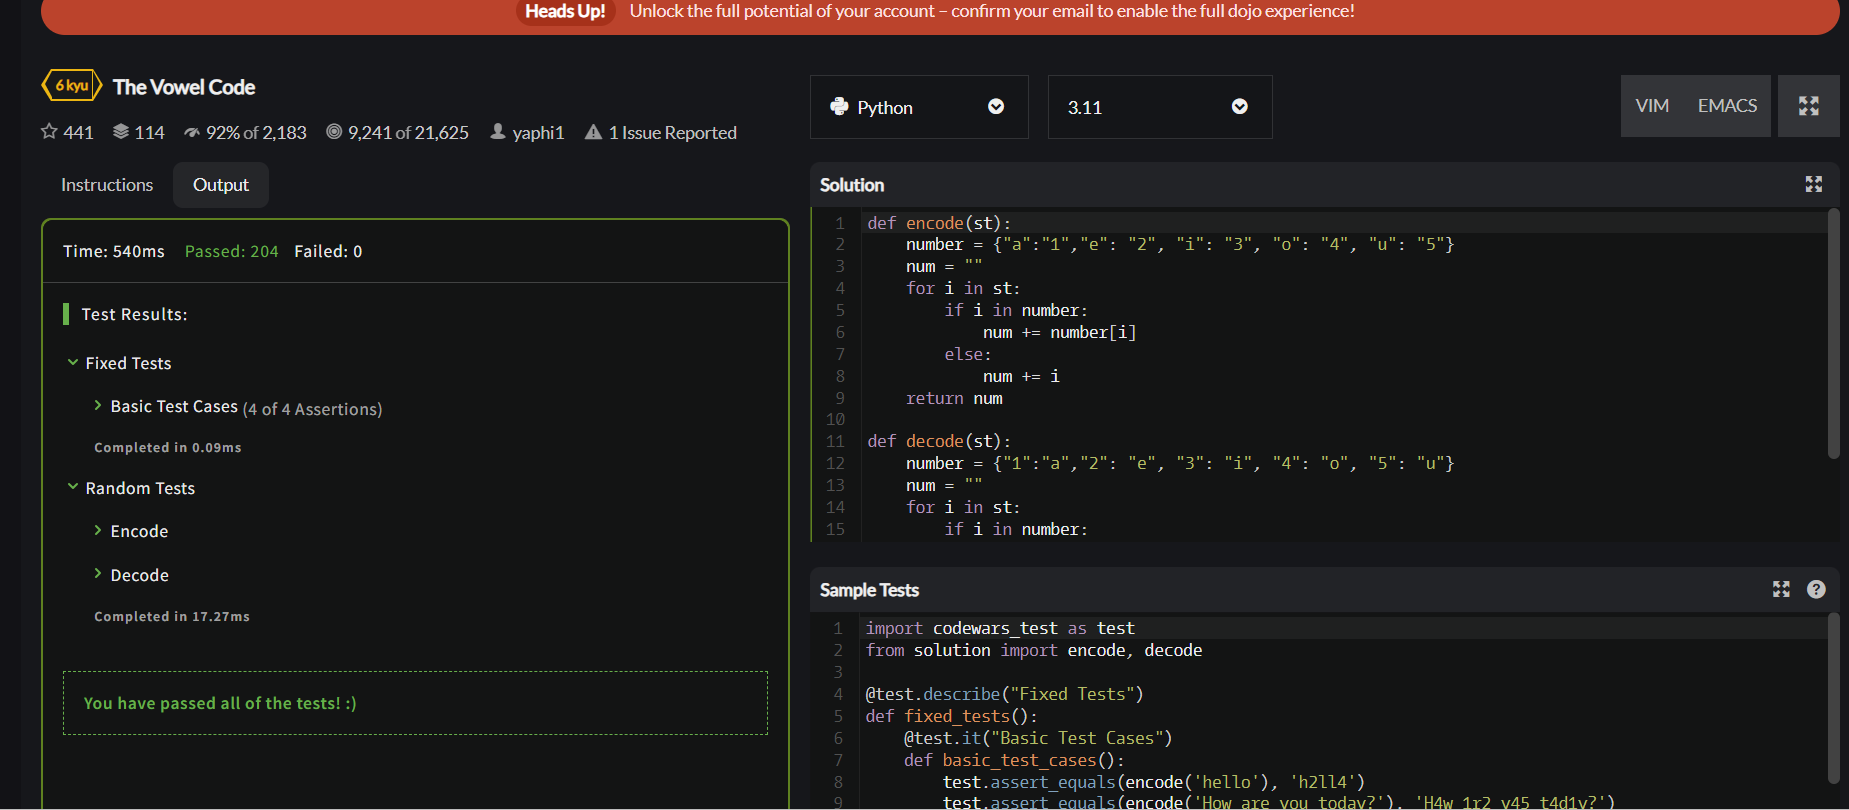 Heads Up! Unlock the full potential of your account – confirm your email to enable the full dojo experience!
6 kyu The Vowel Code
441 114 92% of 2,183 9,241 of 21,625 yaphi1 1 Issue Reported
Python
3.11
VIM EMACS
Instructions Output
Time: 540ms Passed: 204 Failed: 0
Test Results:
Fixed Tests
Basic Test Cases (4 of 4 Assertions)
Completed in 0.09ms
Random Tests
Encode
Decode
Completed in 17.27ms
You have passed all of the tests! :)
Solution
1 def encode(st):
2     number = {"a":"1","e": "2", "i": "3", "o": "4", "u": "5"}
3     num = ""
4     for i in st:
5         if i in number:
6             num += number[i]
7         else:
8             num += i
9     return num
10
11 def decode(st):
12     number = {"1":"a","2": "e", "3": "i", "4": "o", "5": "u"}
13     num = ""
14     for i in st:
15         if i in number:
Sample Tests
?
1 import codewars_test as test
2 from solution import encode, decode
3
4 @test.describe("Fixed Tests")
5 def fixed_tests():
6     @test.it("Basic Test Cases")
7     def basic_test_cases():
8         test.assert_equals(encode('hello'), 'h2ll4')
9         test.assert_equals(encode('How are you today?'), 'H4w 1r2 y45 t4d1y?')